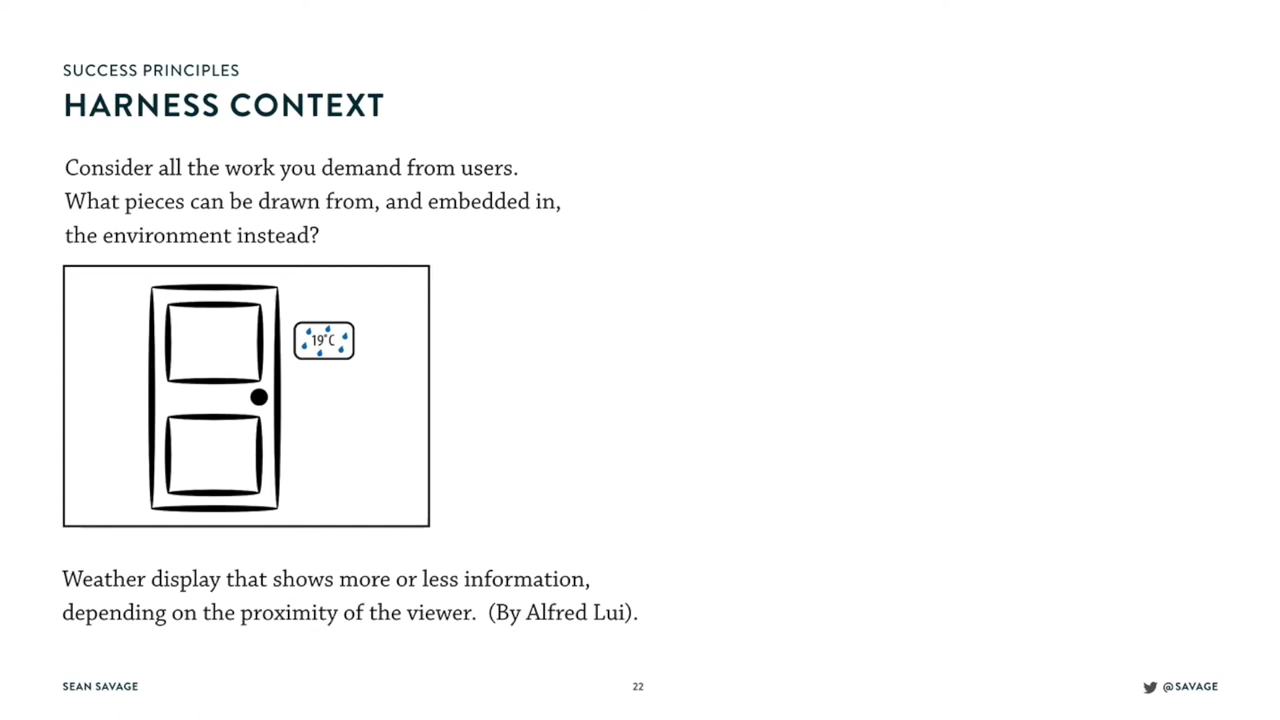 SUCCESS PRINCIPLES
HARNESS CONTEXT
Consider all the work you demand from users.
What pieces can be drawn from, and embedded in,
the environment instead?
19°C
Weather display that shows more or less information,
depending on the proximity of the viewer.  (By Alfred Lui).
SEAN SAVAGE
22
@SAVAGE